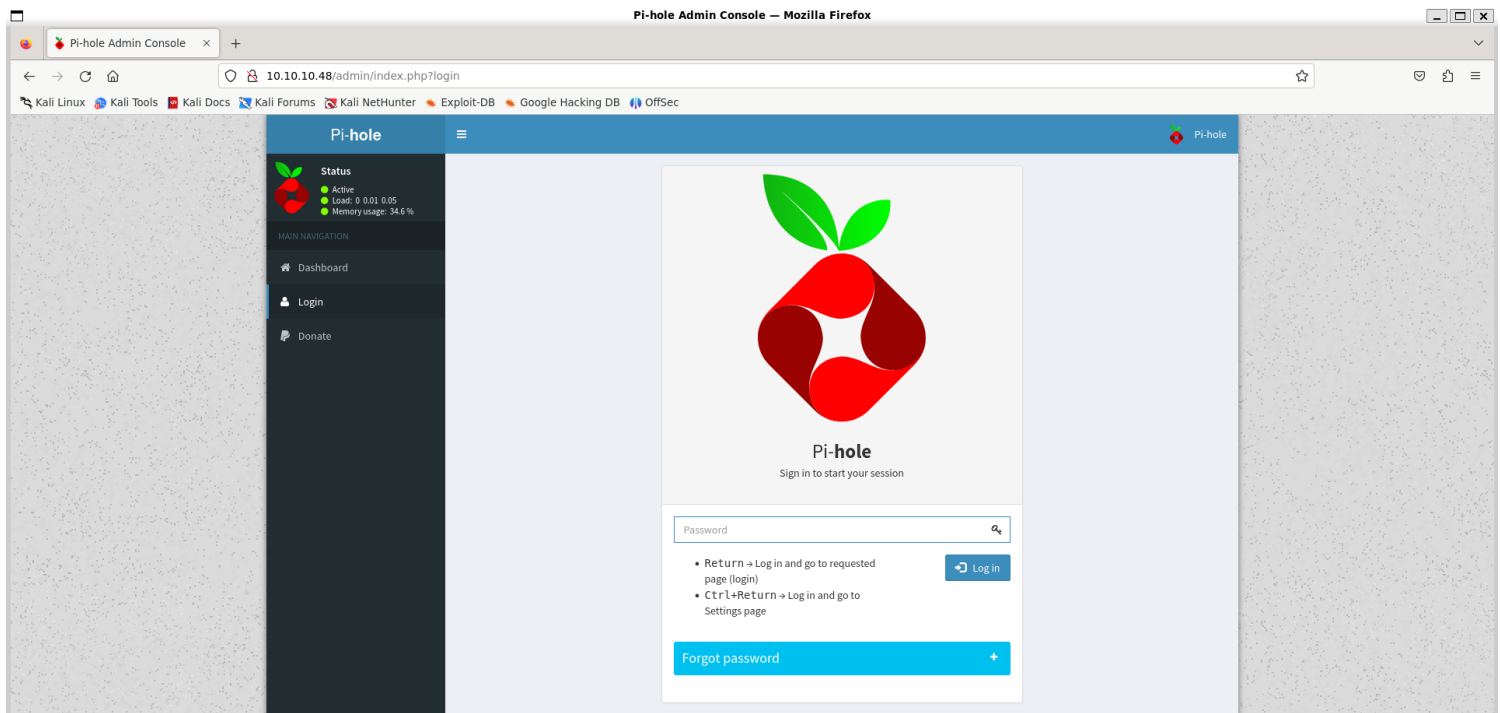 Pi-hole Admin Console — Mozilla Firefox
Pi-hole Admin Console
10.10.10.48/admin/index.php?login
Kali Linux Kali Tools Kali Docs Kali Forums Kali NetHunter Exploit-DB Google Hacking DB OffSec
Pi-hole
Pi-hole
Status
Active
Load: 0 0.01 0.05
Memory usage: 34.6 %
MAIN NAVIGATION
Dashboard
Login
Donate
Pi-hole
Sign in to start your session
Password
Return → Log in and go to requested
page (login)
Ctrl+Return → Log in and go to
Settings page
Log in
Forgot password